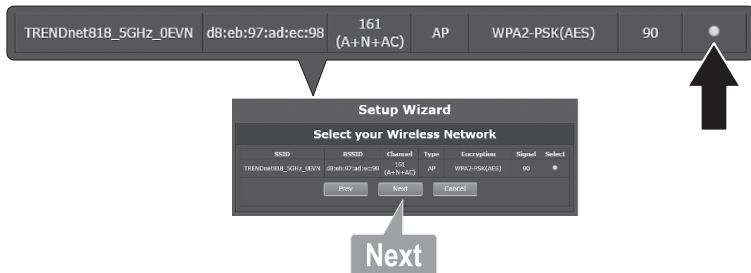 TRENDnet818_5GHz_0EVN d8:eb:97:ad:ec:98 161 (A+N+AC) AP WPA2-PSK(AES) 90
Setup Wizard
Select your Wireless Network
SSID BSSID Channel Type Encryption Signal Select
TRENDnet818_5GHz_0EVN d8:eb:97:ad:ec:98 161 (A+N+AC) AP WPA2-PSK(AES) 90
Prev Next Cancel
Next